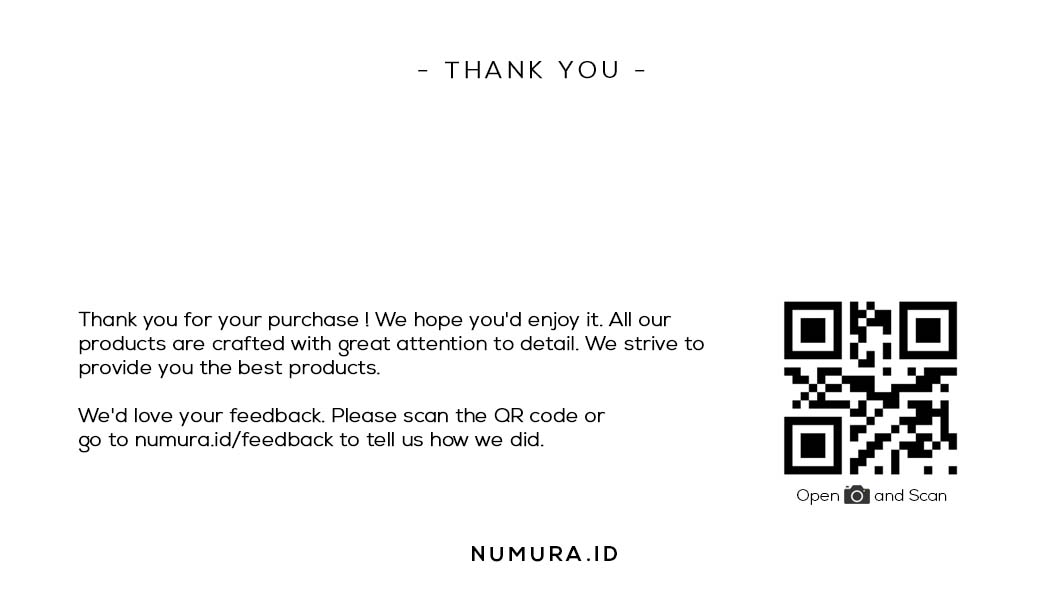 - THANK YOU -
Thank you for your purchase ! We hope you'd enjoy it. All our
products are crafted with great attention to detail. We strive to
provide you the best products.
We'd love your feedback. Please scan the QR code or
go to numura.id/feedback to tell us how we did.
Open and Scan
NUMURA.ID